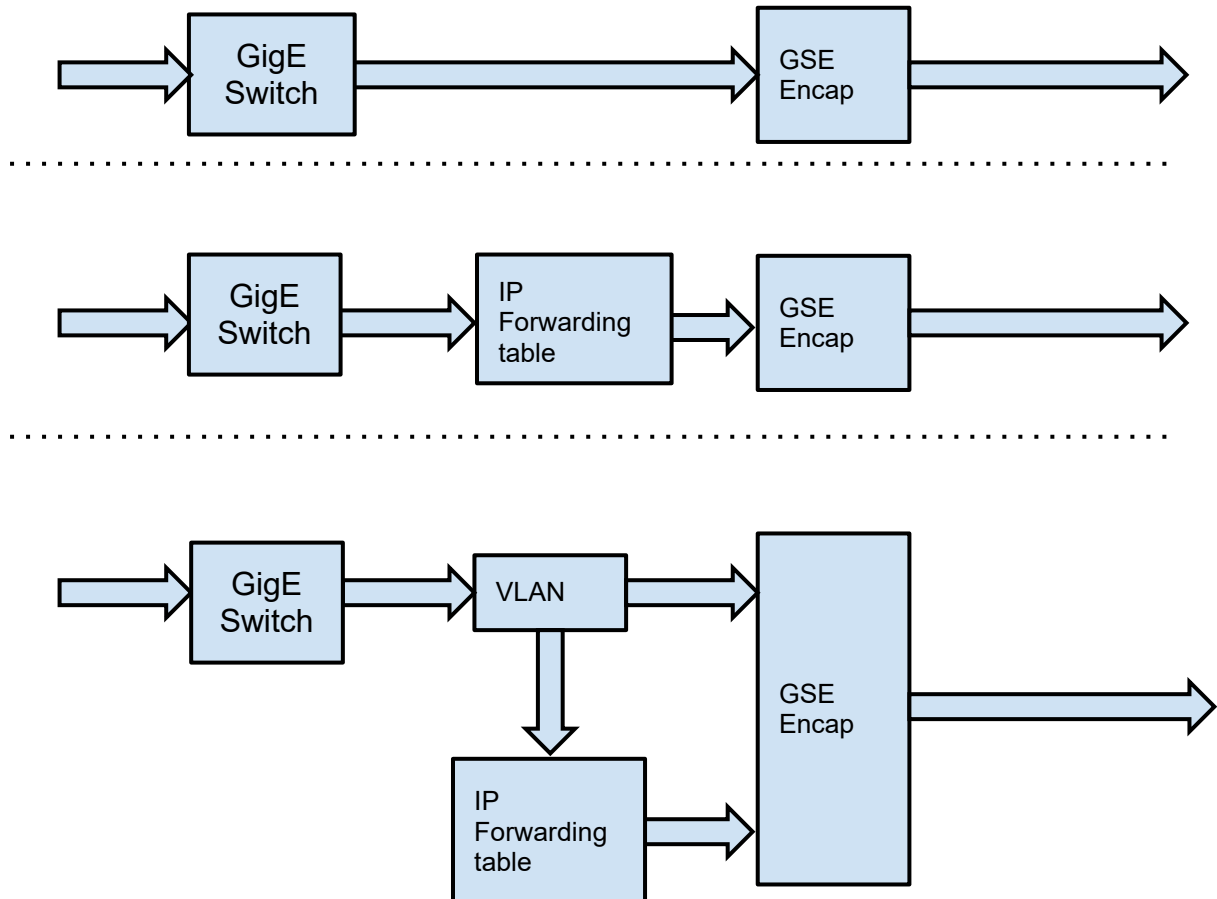 GigE
Switch
GSE
Encap
GigE
Switch
IP
Forwarding
table
GSE
Encap
GigE
Switch
VLAN
GSE
Encap
IP
Forwarding
table